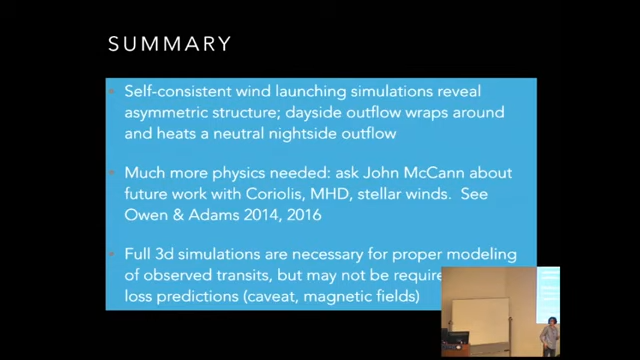 SUMMARY
Self-consistent wind launching simulations reveal
asymmetric structure; dayside outflow wraps around
and heats a neutral nightside outflow
Much more physics needed: ask John McCann about
future work with Coriolis, MHD, stellar winds. See
Owen & Adams 2014, 2016
Full 3d simulations are necessary for proper modeling
of observed transits, but may not be require
loss predictions (caveat, magnetic fields)